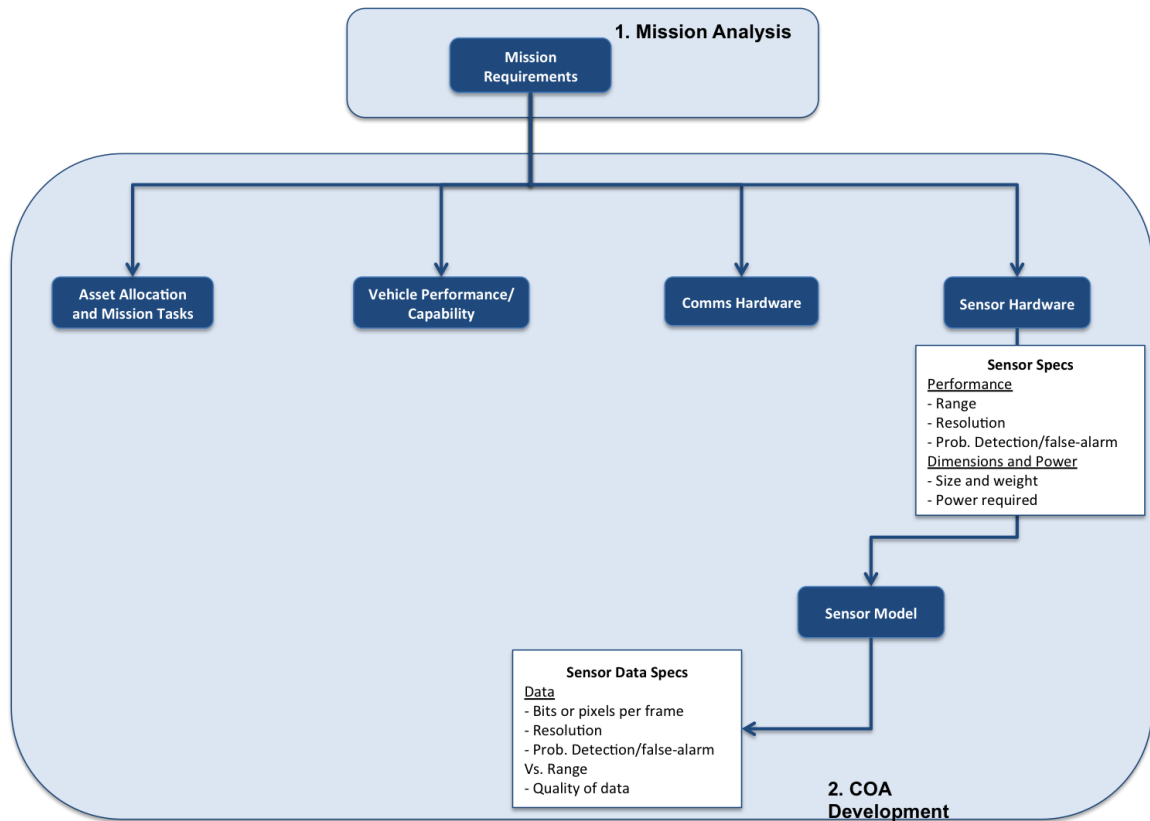 1. Mission Analysis
Mission
Requirements
Asset Allocation
and Mission Tasks
Vehicle Performance/
Capability
Comms Hardware
Sensor Hardware
Sensor Specs
Performance
- Range
- Resolution
- Prob. Detection/false-alarm
Dimensions and Power
- Size and weight
- Power required
Sensor Model
Sensor Data Specs
Data
- Bits or pixels per frame
- Resolution
- Prob. Detection/false-alarm
Vs. Range
- Quality of data
2. COA
Development